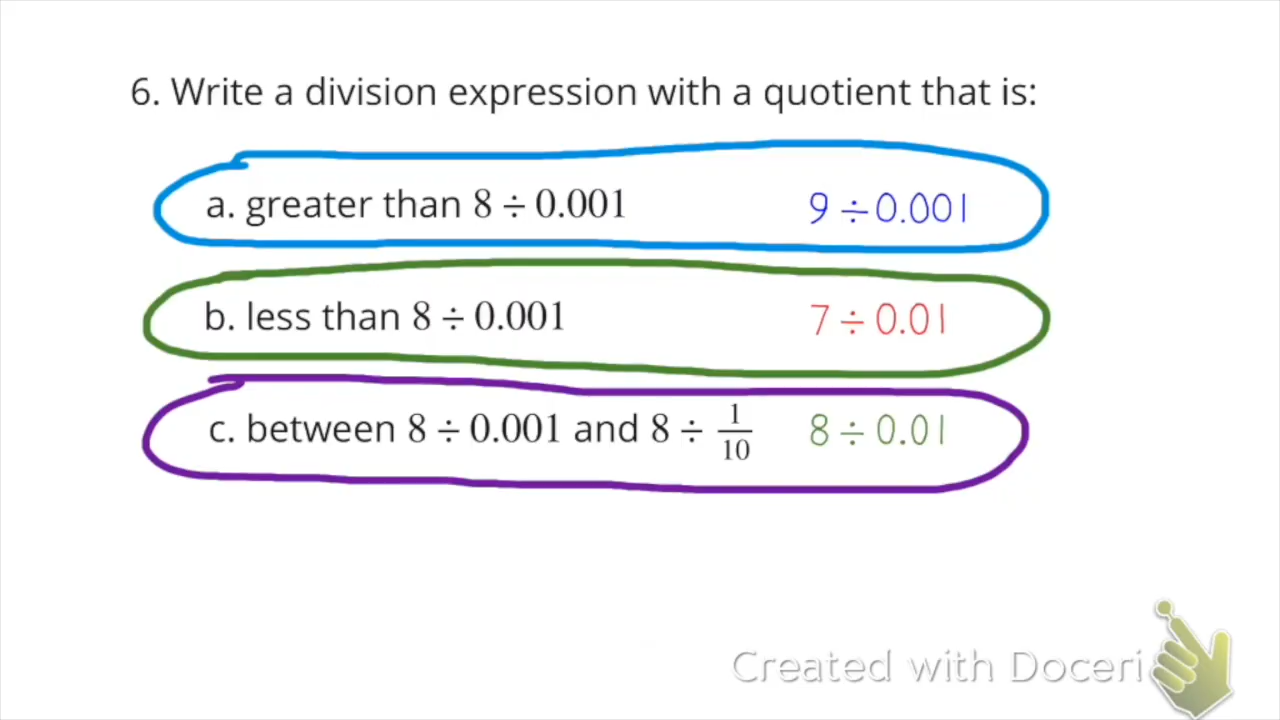 6. Write a division expression with a quotient that is:
a. greater than 8 ÷ 0.001 9 ÷ 0.001
b. less than 8 ÷ 0.001 7 ÷ 0.01
c. between 8 ÷ 0.001 and 8 ÷ 1/10 8 ÷ 0.01
Created with Doceri